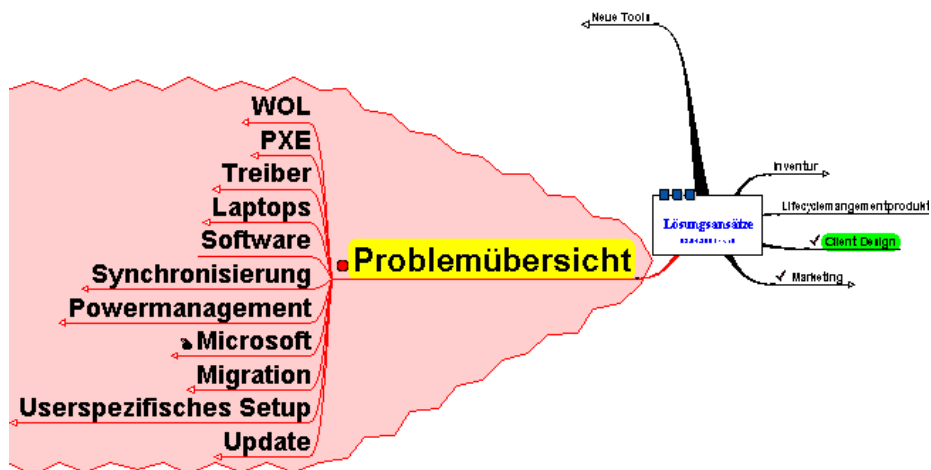 Neue Tools
WOL
PXE
Treiber
Laptops
Software
Synchronisierung
Powermanagement
Microsoft
Migration
Userspezifisches Setup
Update
Problemübersicht
Lösungsansätze
Inventur
Lifecyclemangementprodukt
Client Design
Marketing